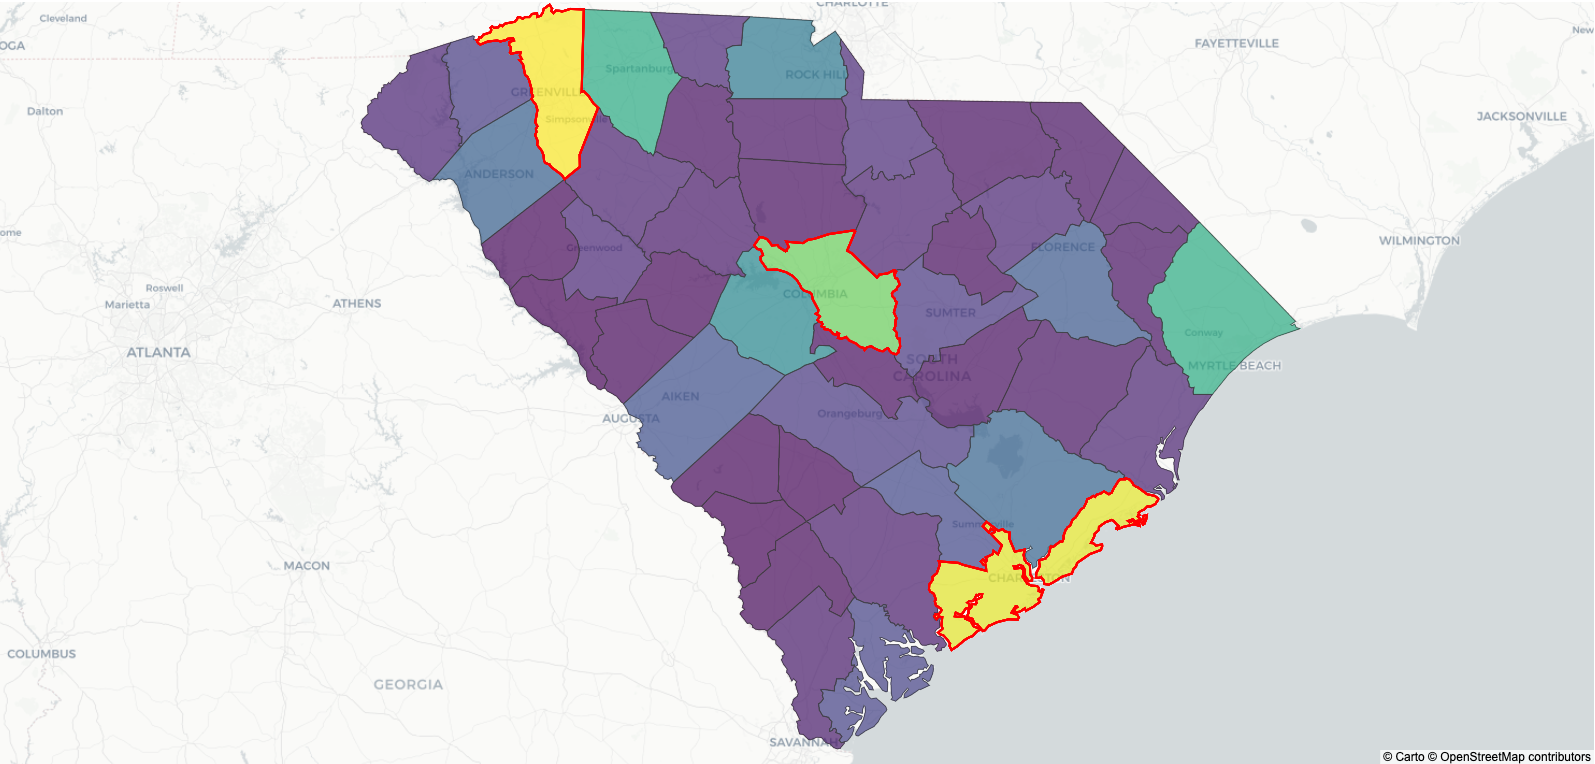 CHARLOTTE
Cleveland
OGA
New
FAYETTEVILLE
ROCK HILL
Spartanburg
GREENVILLE
Dalton
Simpsonville
JACKSONVILLE
ANDERSON
ome
WILMINGTON
Greenwood
FLORENCE
Roswell
Marietta
ATHENS
COLUMBIA
SUMTER
Conway
ATLANTA
SOUTH
CAROLINA
MYRTLE BEACH
AIKEN
AUGUSTA
Orangeburg
Summerville
MACON
CHARLESTON
COLUMBUS
GEORGIA
SAVANNAH
© Carto © OpenStreetMap contributors